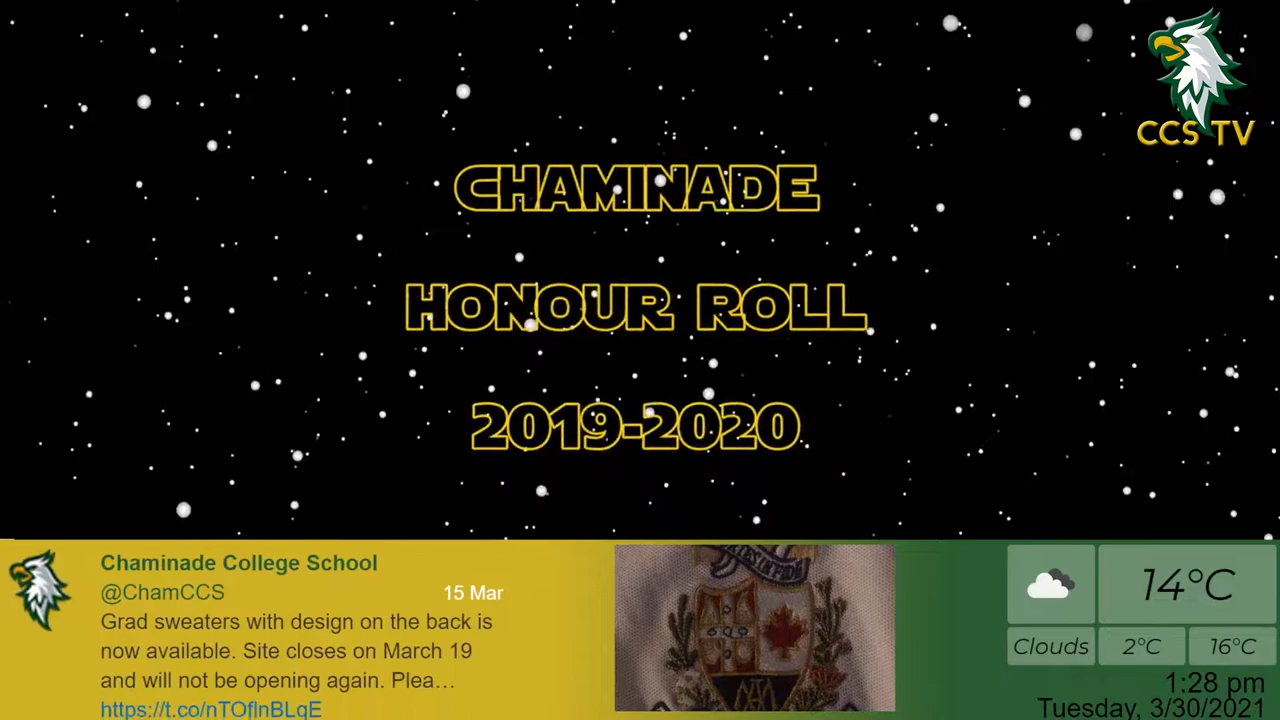 CCS TV
CHAMINADE
HONOUR ROLL
2019-2020
Chaminade College School
@ChamCCS
15 Mar
Grad sweaters with design on the back is
now available. Site closes on March 19
and will not be opening again. Plea…
https://t.co/nTOflnBLqE
14°C
Clouds
2°C
16°C
1:28 pm
Tuesday, 3/30/2021